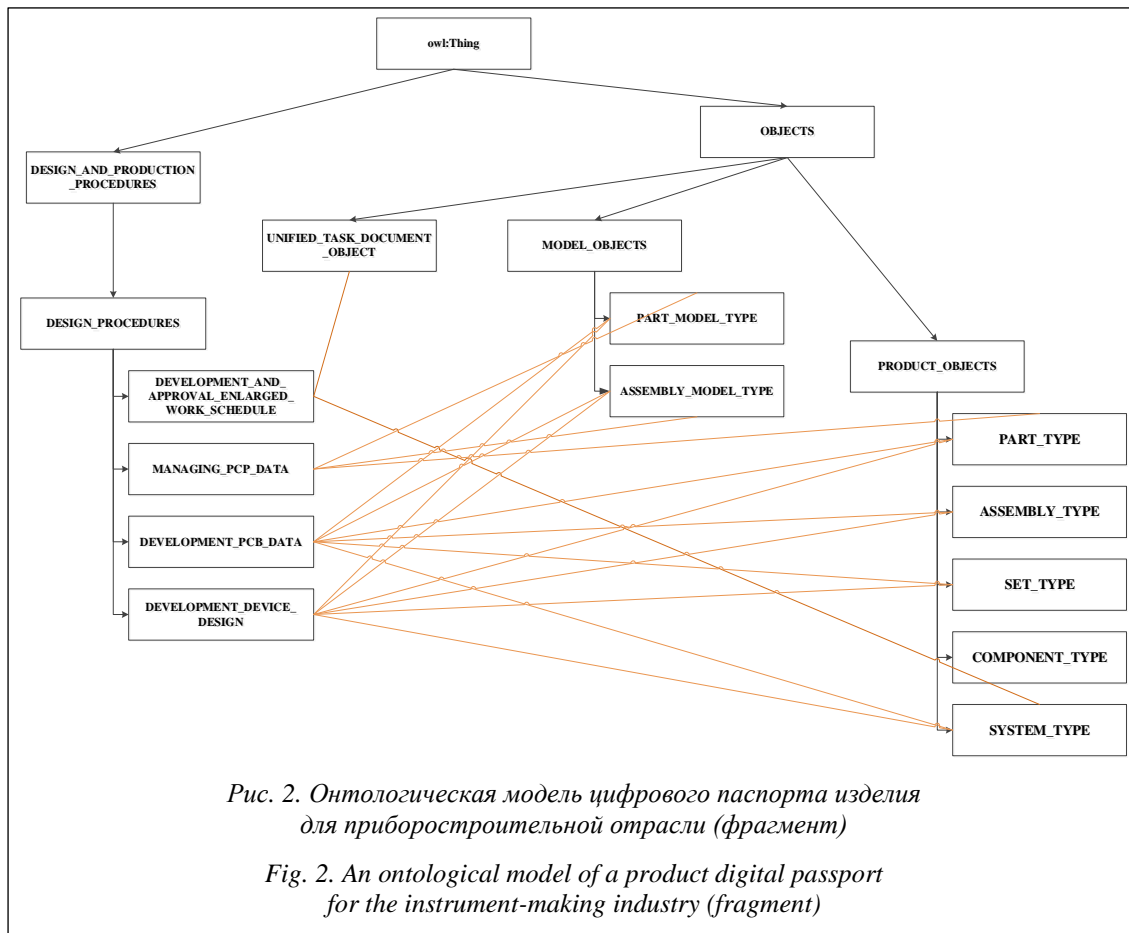 owl:Thing
OBJECTS
DESIGN_AND_PRODUCTION
_PROCEDURES
UNIFIED_TASK_DOCUMENT
_OBJECT
MODEL_OBJECTS
DESIGN_PROCEDURES
PART_MODEL_TYPE
PRODUCT_OBJECTS
DEVELOPMENT_AND_
APPROVAL_ENLARGED_
WORK_SCHEDULE
ASSEMBLY_MODEL_TYPE
PART_TYPE
MANAGING_PCP_DATA
ASSEMBLY_TYPE
DEVELOPMENT_PCB_DATA
SET_TYPE
DEVELOPMENT_DEVICE_
DESIGN
COMPONENT_TYPE
SYSTEM_TYPE
Рис. 2. Онтологическая модель цифрового паспорта изделия
для приборостроительной отрасли (фрагмент)
Fig. 2. An ontological model of a product digital passport
for the instrument-making industry (fragment)